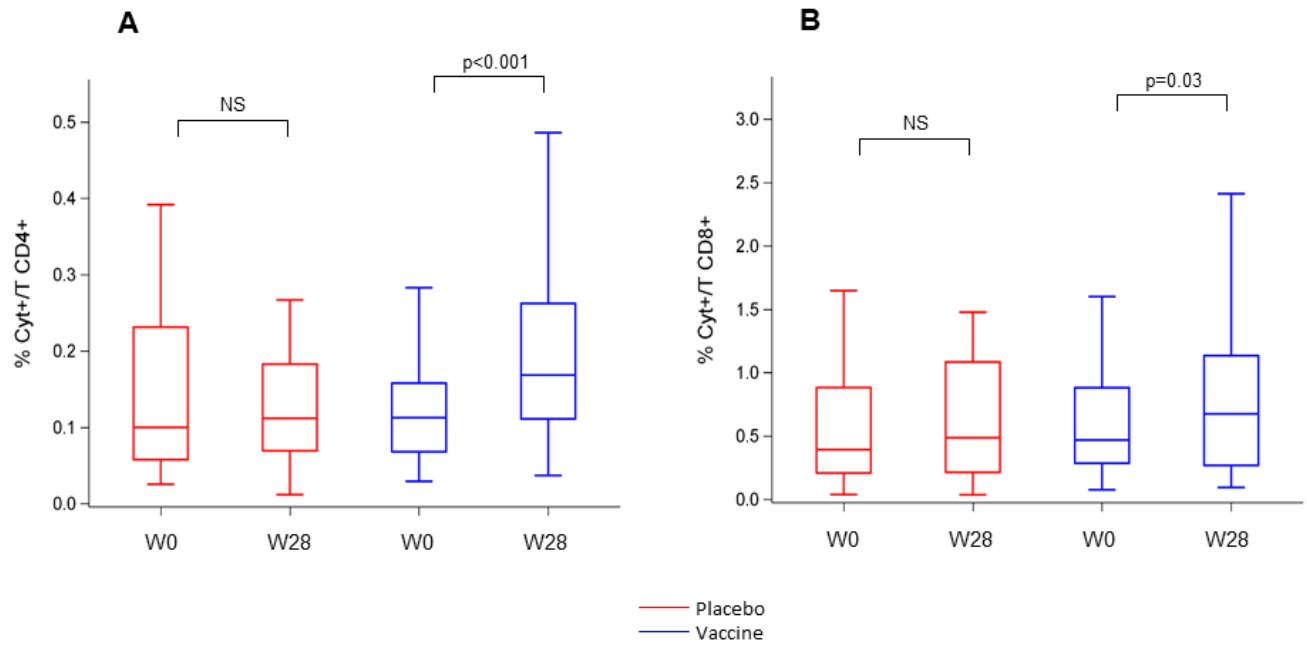 A
NS
p<0.001
% Cyt+/T CD4+
0.5
0.4
0.3
0.2
0.1
0.0
W0 W28 W0 W28
B
NS
p=0.03
% Cyt+/T CD8+
3.0
2.5
2.0
1.5
1.0
0.5
0.0
W0 W28 W0 W28
Placebo
Vaccine